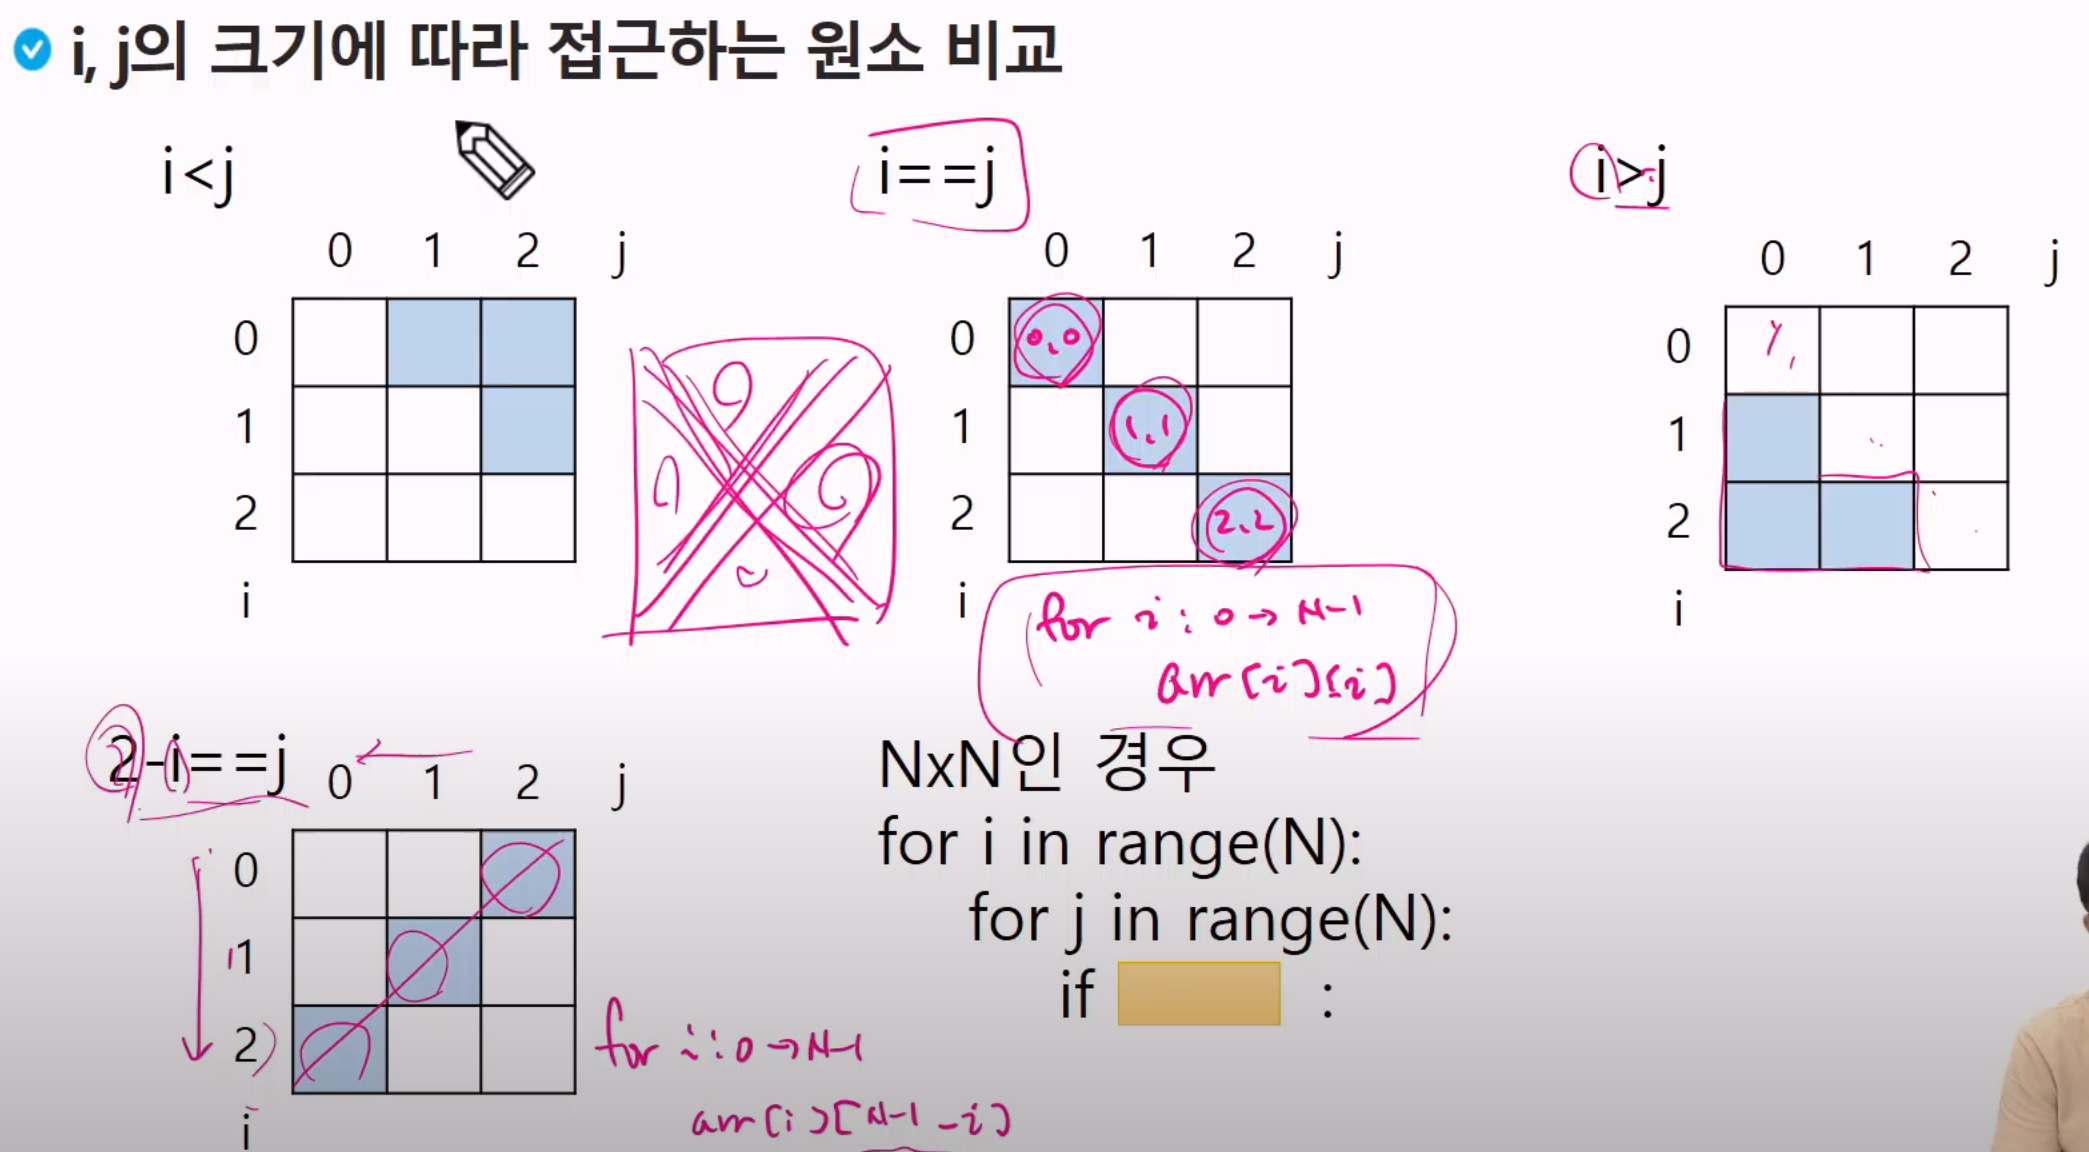 i, j의 크기에 따라 접근하는 원소 비교
i<j
0 1 2 j
0
1
2
i
i==j
0 1 2 j
0 0,0
1 1,1
2 2,2
i
for i : 0 → N-1
arr[i][i]
i>j
0 1 2 j
0
1
2
i
2-i==j
0 1 2 j
0
1
2
i
for i : 0 → N-1
arr[i][N-1-i]
NxN인 경우
for i in range(N):
for j in range(N):
if :